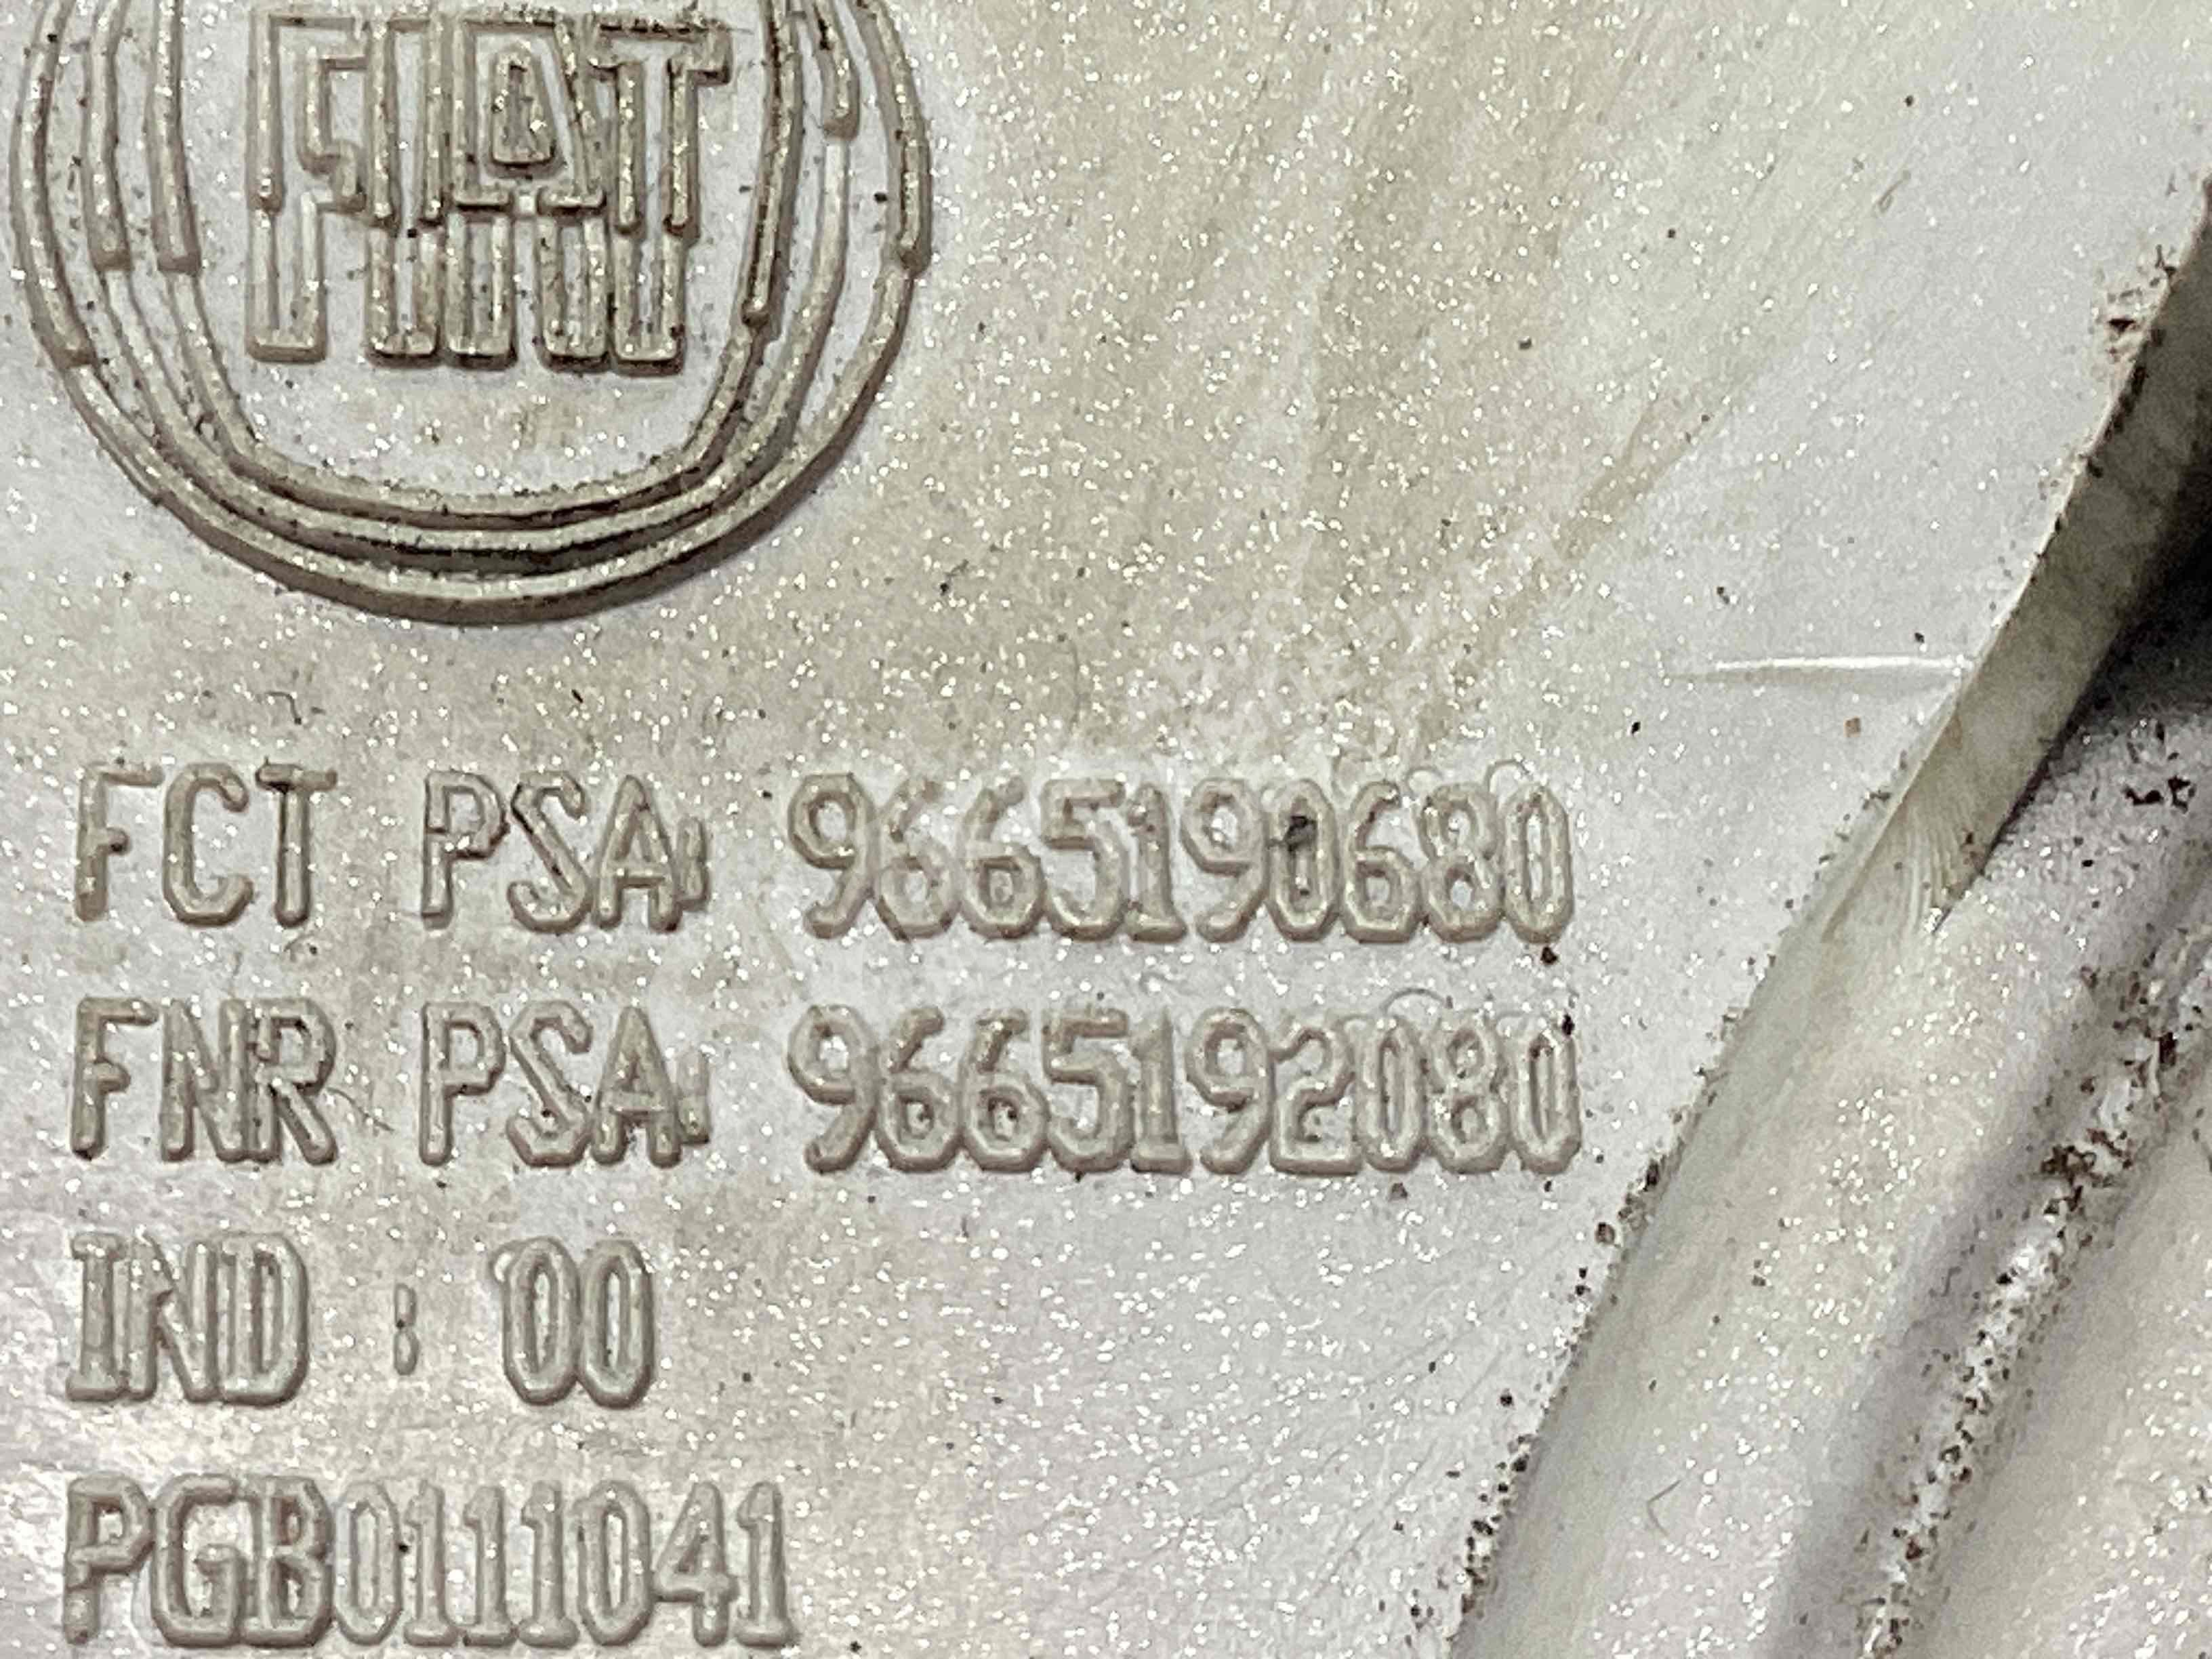 FIAT
FCT PSA: 9665190680
FNR PSA: 9665192080
IND : 00
PGB0111041